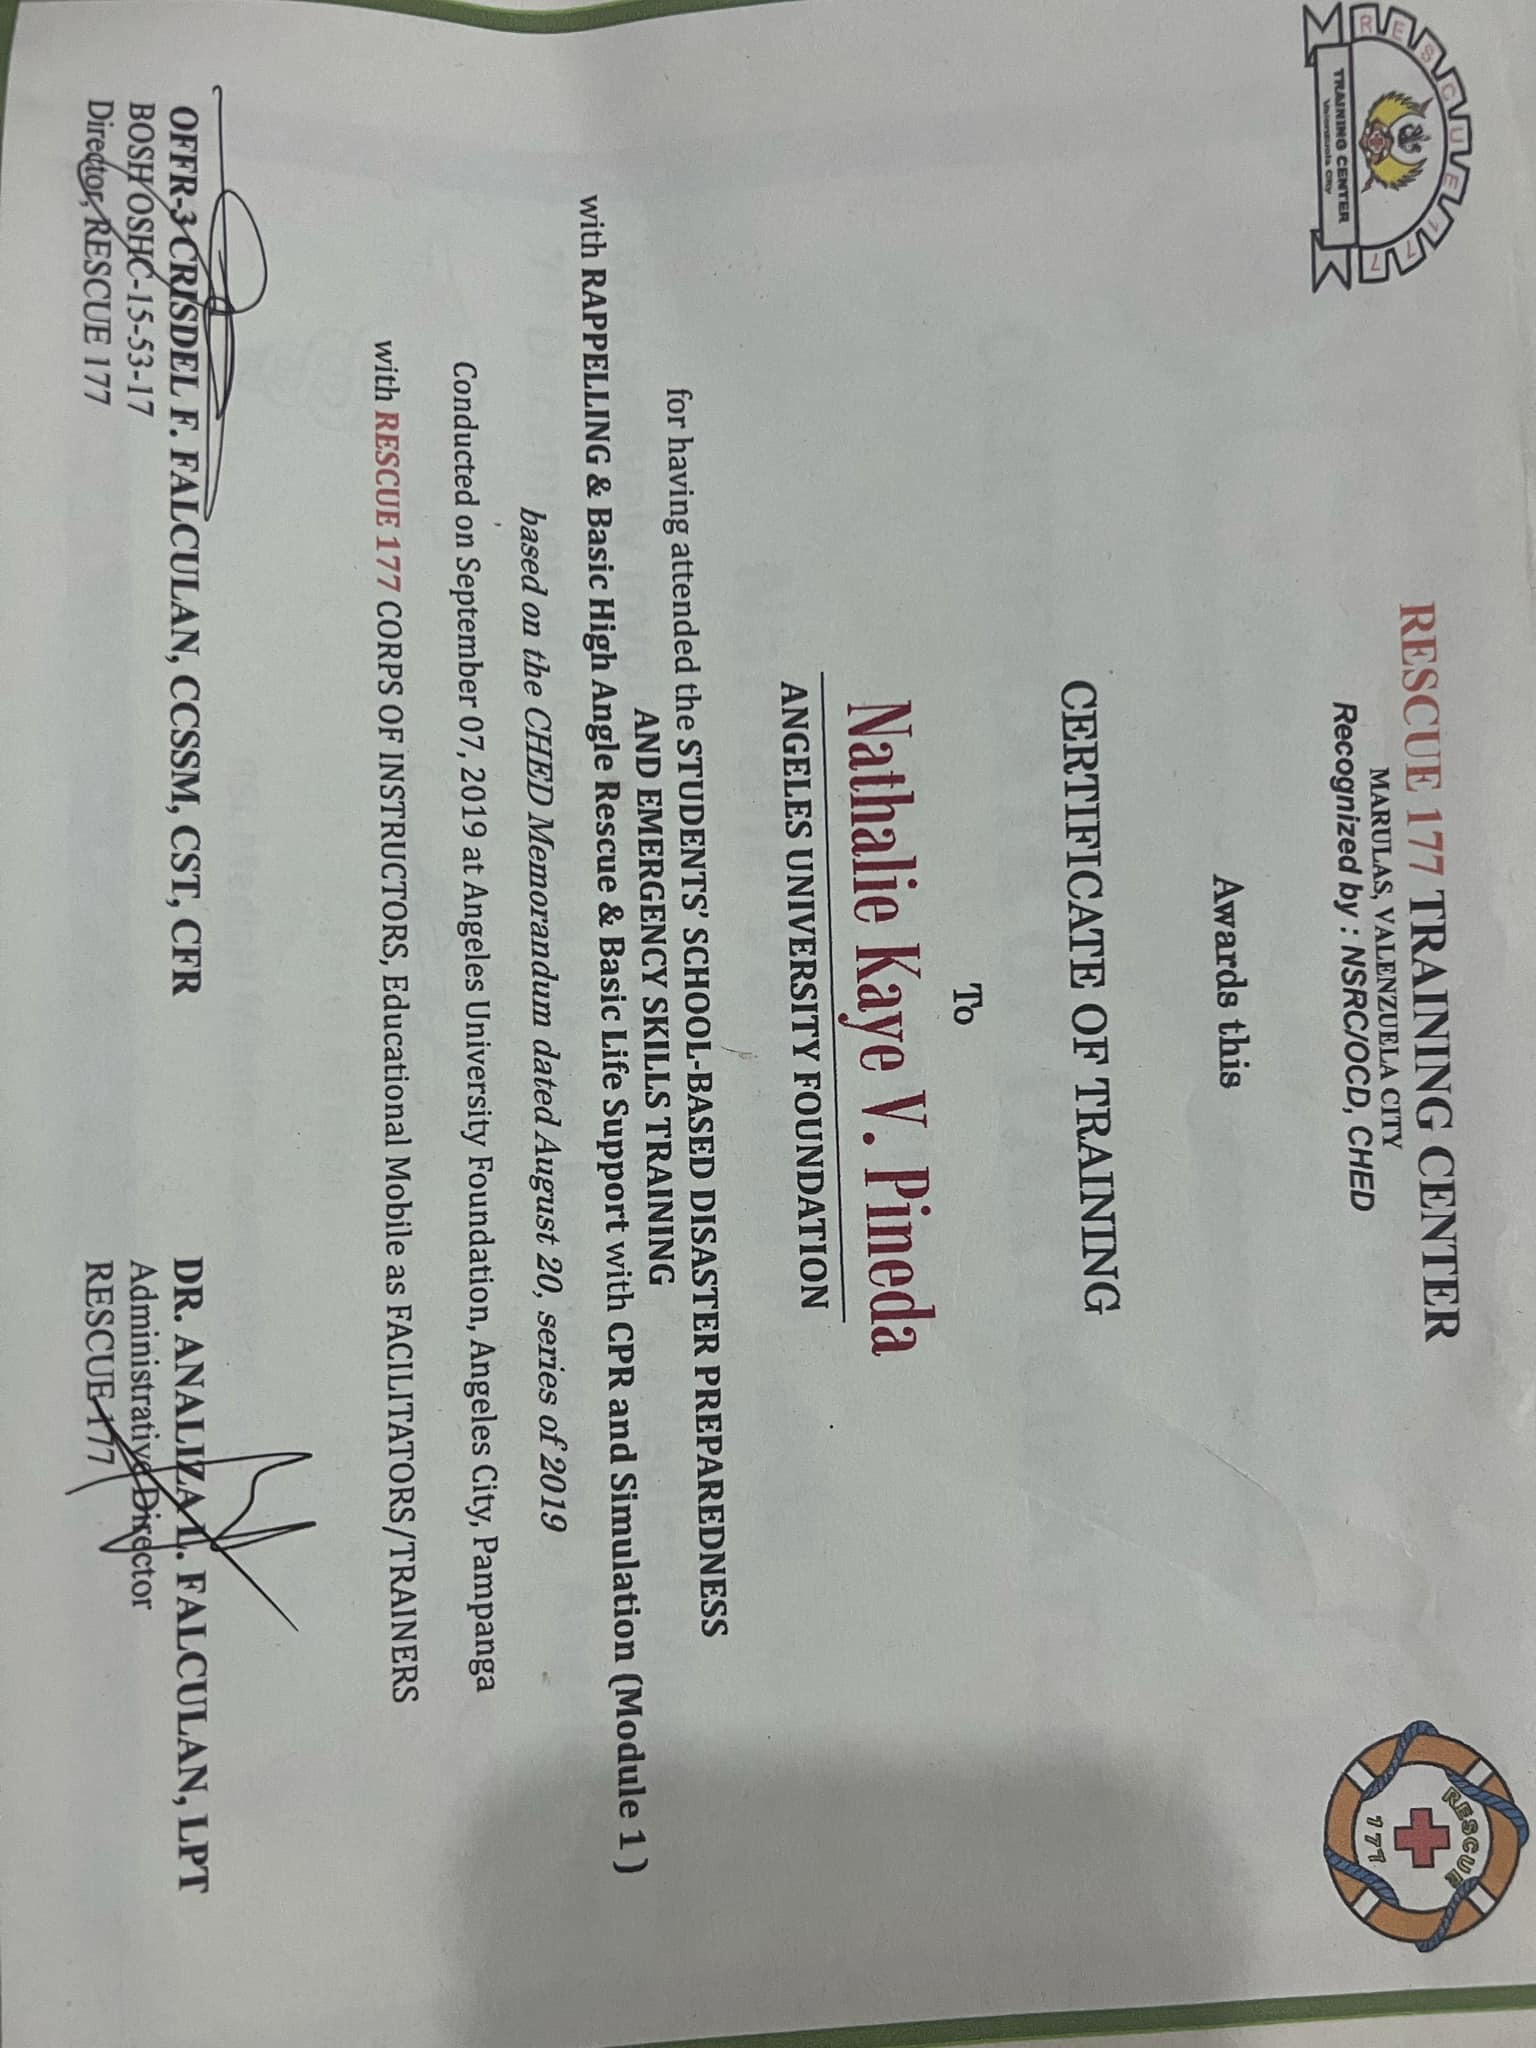 RESCUE 177
TRAINING CENTER
Valenzuela City
RESCUE 177 TRAINING CENTER
MARULAS, VALENZUELA CITY
Recognized by : NSRC/OCD, CHED
RESCUE
177
Awards this
CERTIFICATE OF TRAINING
To
Nathalie Kaye V. Pineda
ANGELES UNIVERSITY FOUNDATION
for having attended the STUDENTS' SCHOOL-BASED DISASTER PREPAREDNESS
AND EMERGENCY SKILLS TRAINING
with RAPPELLING & Basic High Angle Rescue & Basic Life Support with CPR and Simulation (Module 1 )
based on the CHED Memorandum dated August 20, series of 2019
Conducted on September 07, 2019 at Angeles University Foundation, Angeles City, Pampanga
with RESCUE 177 CORPS OF INSTRUCTORS, Educational Mobile as FACILITATORS/TRAINERS
OFFR-3 CRISDEL F. FALCULAN, CCSSM, CST, CFR
BOSH OSHC-15-53-17
Director, RESCUE 177
DR. ANALIZA L. FALCULAN, LPT
Administrative Director
RESCUE 177